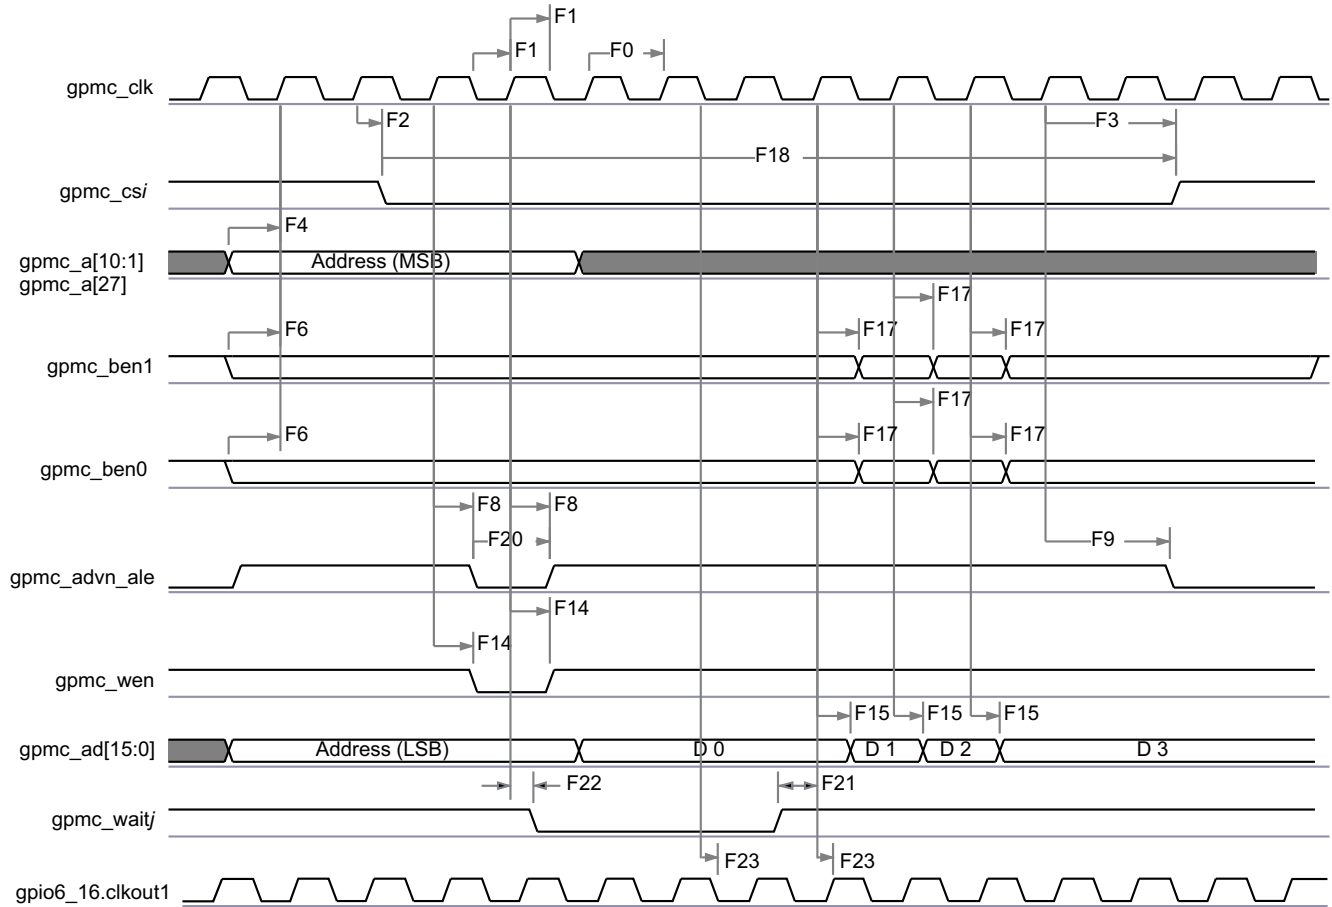 F1
F1
F0
gpmc_clk
F2
F3
F18
gpmc_csi
F4
gpmc_a[10:1]
Address (MSB)
gpmc_a[27]
F17
F6
F17
F17
gpmc_ben1
F17
F6
F17
F17
gpmc_ben0
F8
F8
F20
F9
gpmc_advn_ale
F14
F14
gpmc_wen
F15
F15
F15
gpmc_ad[15:0]
Address (LSB)
D 0
D 1
D 2
D 3
F22
F21
gpmc_waitj
F23
F23
gpio6_16.clkout1